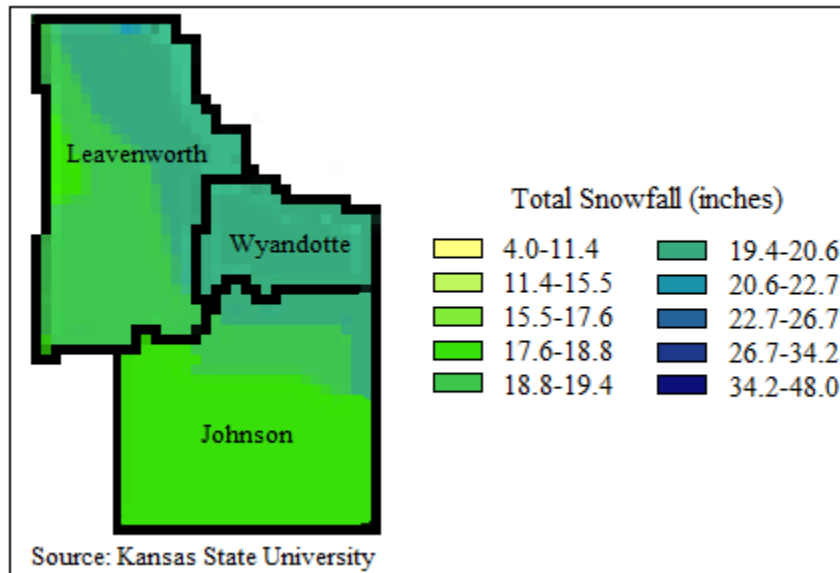 Leavenworth
Wyandotte
Johnson
Total Snowfall (inches)
4.0-11.4
11.4-15.5
15.5-17.6
17.6-18.8
18.8-19.4
19.4-20.6
20.6-22.7
22.7-26.7
26.7-34.2
34.2-48.0
Source: Kansas State University